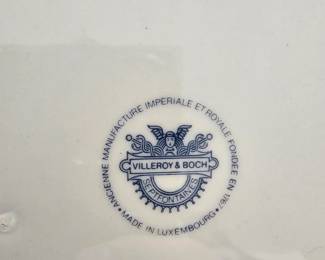 ANCIENNE MANUFACTURE IMPERIALE ET ROYALE FONDEE EN 1767
VILLEROY & BOCH
SEPTFONTAINES
• MADE IN LUXEMBOURG •